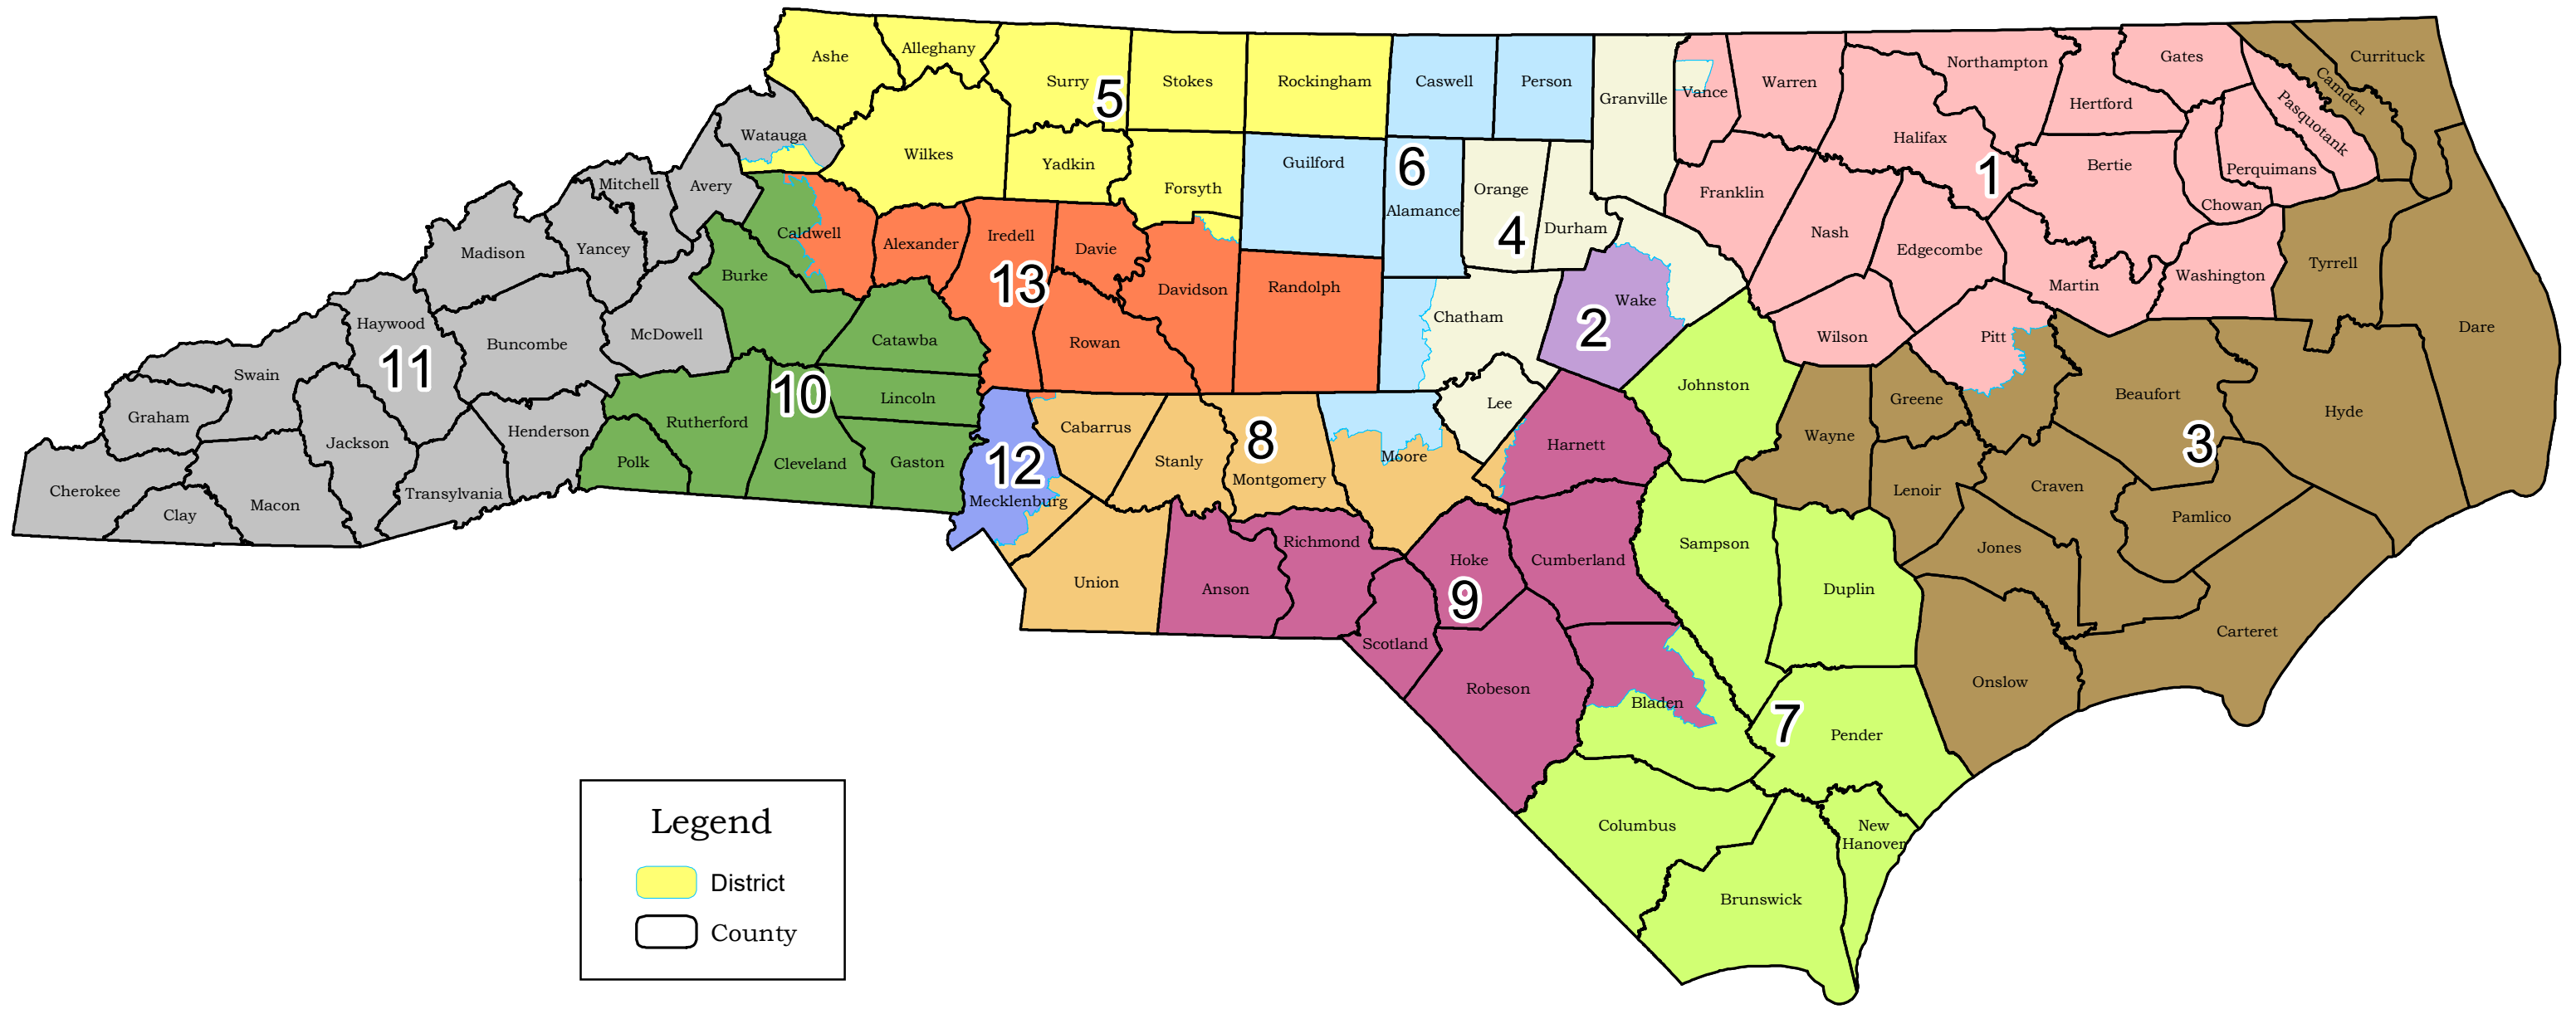 Ashe
Alleghany
Surry
5
Stokes
Rockingham
Caswell
Person
Granville
Vance
Warren
Northampton
Gates
Currituck
Camden
Hertford
Pasquotank
Halifax
Watauga
Wilkes
Yadkin
Forsyth
Guilford
6
Alamance
Orange
4
Durham
Franklin
1
Bertie
Perquimans
Chowan
Mitchell
Avery
Madison
Yancey
Caldwell
Alexander
Iredell
Davie
13
Davidson
Randolph
Nash
Edgecombe
Martin
Washington
Tyrrell
Dare
Burke
Haywood
Buncombe
McDowell
Catawba
Rowan
Chatham
Wake
2
Wilson
Pitt
Swain
11
Graham
Jackson
Henderson
Rutherford
10
Lincoln
Lee
Johnston
Greene
Beaufort
Hyde
Cabarrus
8
Moore
Harnett
Wayne
3
Cherokee
Clay
Macon
Transylvania
Polk
Cleveland
Gaston
12
Mecklenburg
Stanly
Montgomery
Lenoir
Craven
Pamlico
Union
Anson
Richmond
Hoke
9
Cumberland
Sampson
Duplin
Jones
Scotland
Robeson
Bladen
7
Pender
Onslow
Carteret
Columbus
New
Hanover
Brunswick
Legend
District
County